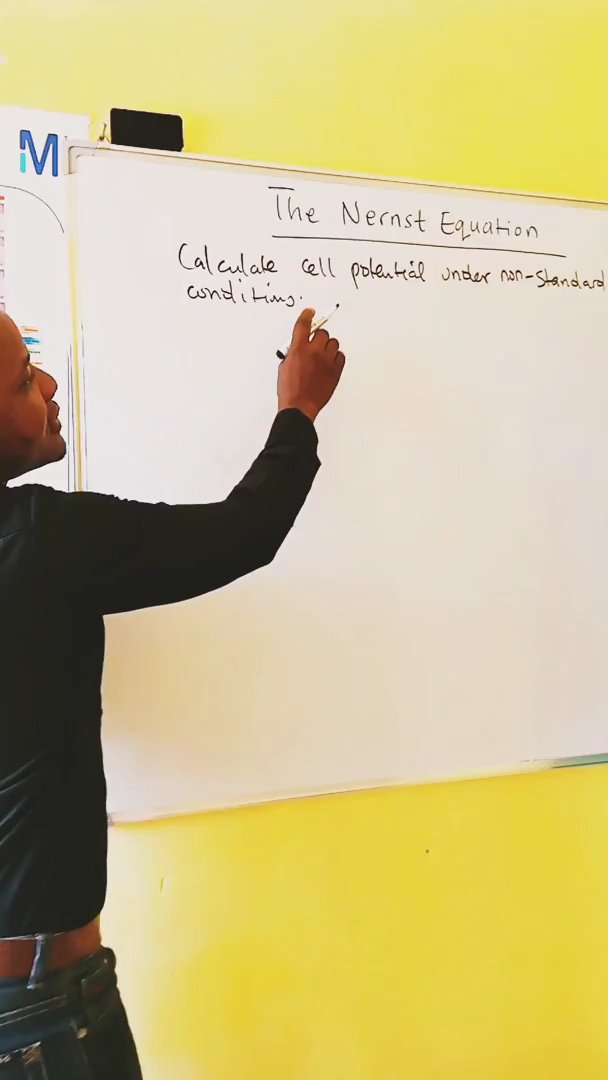 M
The Nernst Equation
Calculate cell potential under non-standard
conditions.